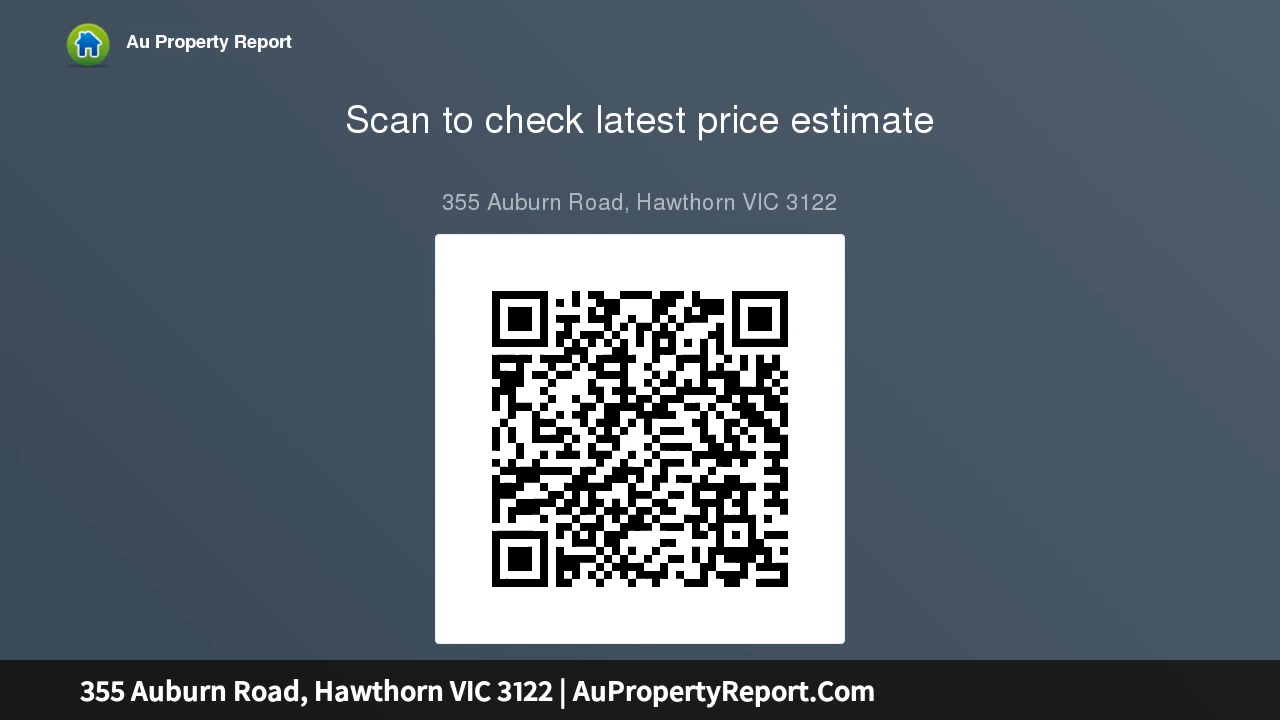 Au Property Report
Scan to check latest price estimate
355 Auburn Road, Hawthorn VIC 3122
355 Auburn Road, Hawthorn VIC 3122 | AuPropertyReport.Com